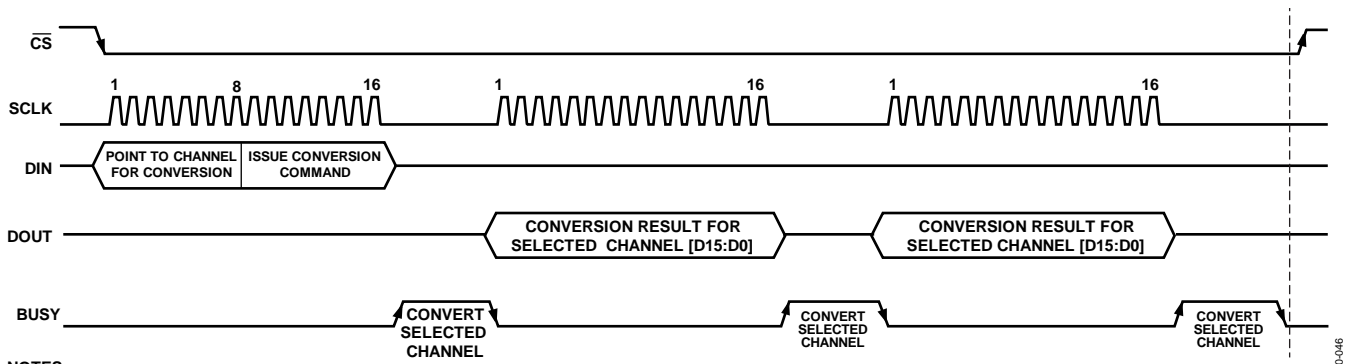 CS
1 8 16 1 16 1 16
SCLK
DIN
POINT TO CHANNEL
FOR CONVERSION
ISSUE CONVERSION
COMMAND
DOUT
CONVERSION RESULT FOR
SELECTED CHANNEL [D15:D0]
CONVERSION RESULT FOR
SELECTED CHANNEL [D15:D0]
BUSY
CONVERT
SELECTED
CHANNEL
CONVERT
SELECTED
CHANNEL
CONVERT
SELECTED
CHANNEL
NOTES
0-046